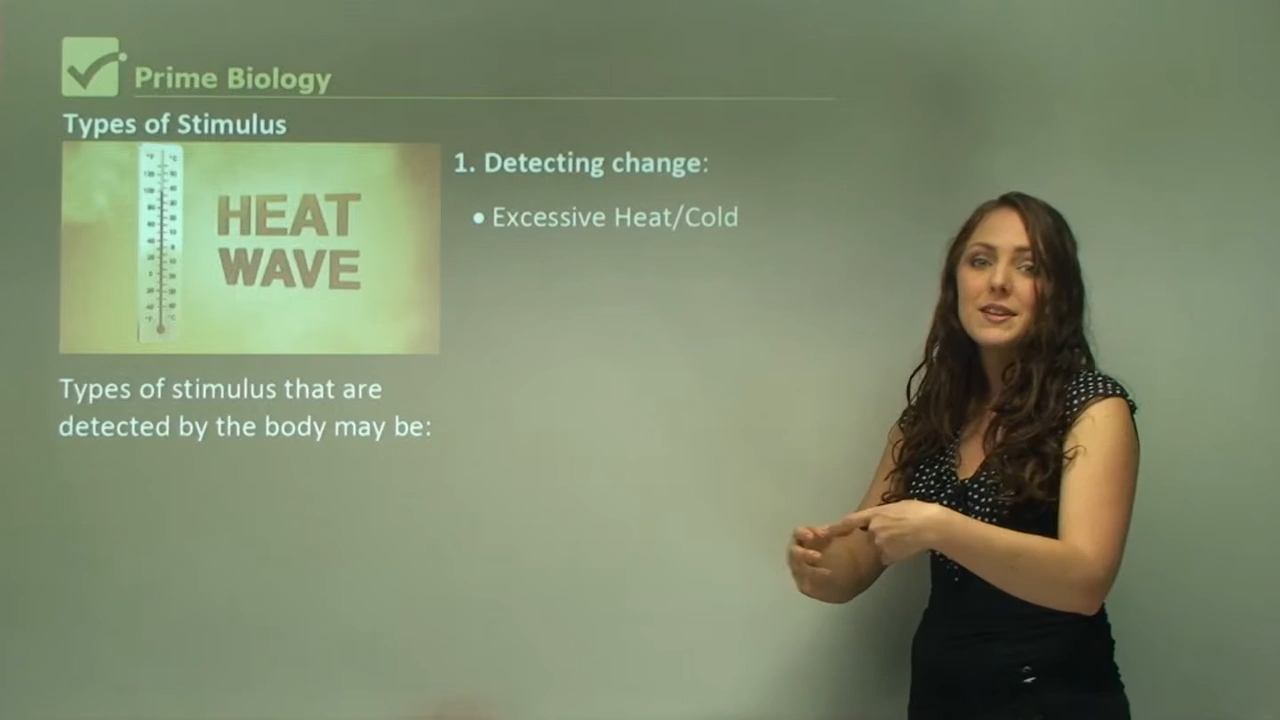 Prime Biology
Types of Stimulus
HEAT
WAVE
1. Detecting change:
• Excessive Heat/Cold
Types of stimulus that are
detected by the body may be: